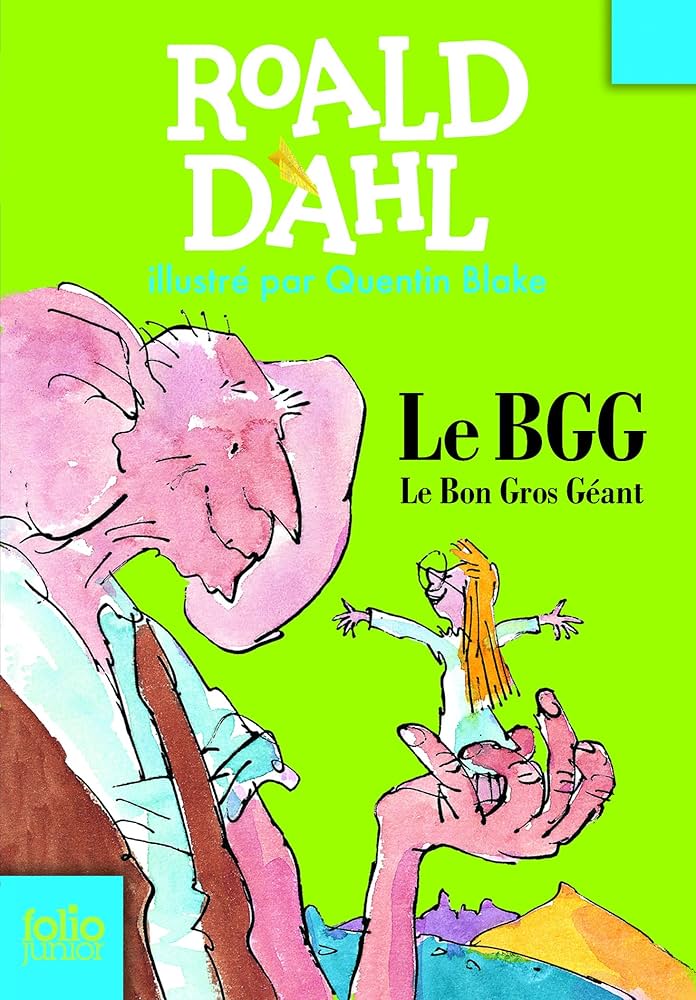 ROALD
DAHL
illustré par Quentin Blake
Le BGG
Le Bon Gros Géant
folio
junior